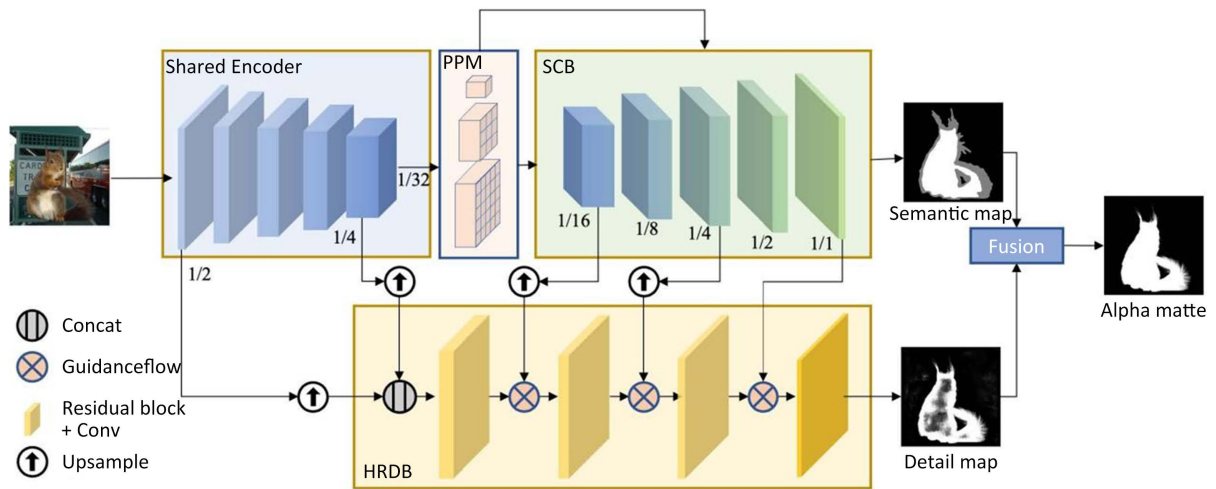 Shared Encoder
PPM
SCB
1/32
1/4
1/2
1/16
1/8
1/4
1/2
1/1
Semantic map
Fusion
Alpha matte
Concat
Guidanceflow
Residual block
+ Conv
Upsample
HRDB
Detail map